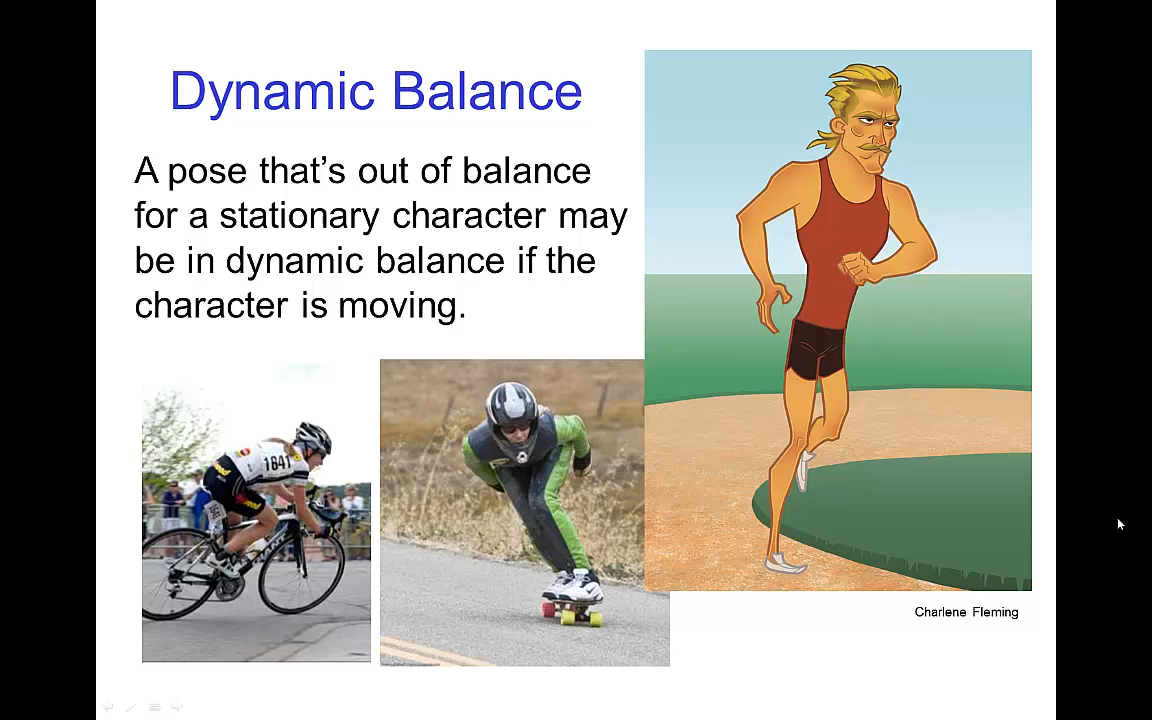 Dynamic Balance
A pose that's out of balance
for a stationary character may
be in dynamic balance if the
character is moving.
1641
Charlene Fleming